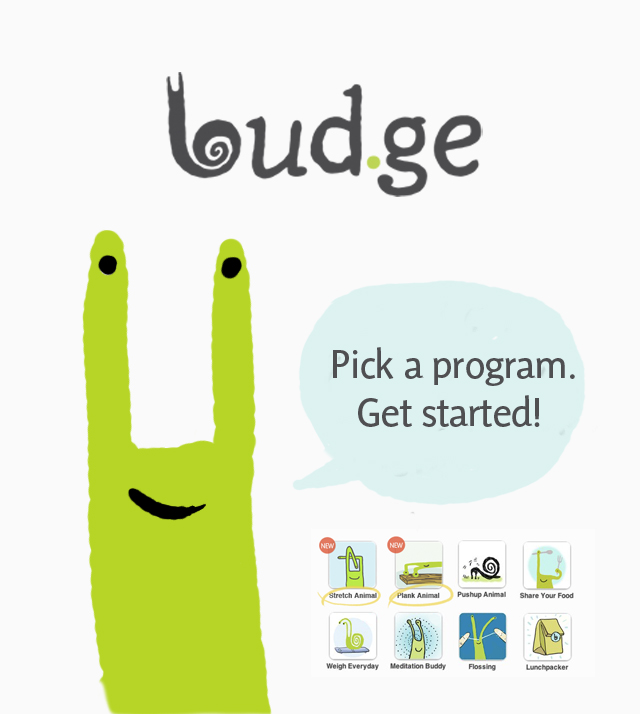 bud.ge
Pick a program.
Get started!
NEW NEW
Stretch Animal Plank Animal Pushup Animal Share Your Food
Weigh Everyday Meditation Buddy Flossing Lunchpacker